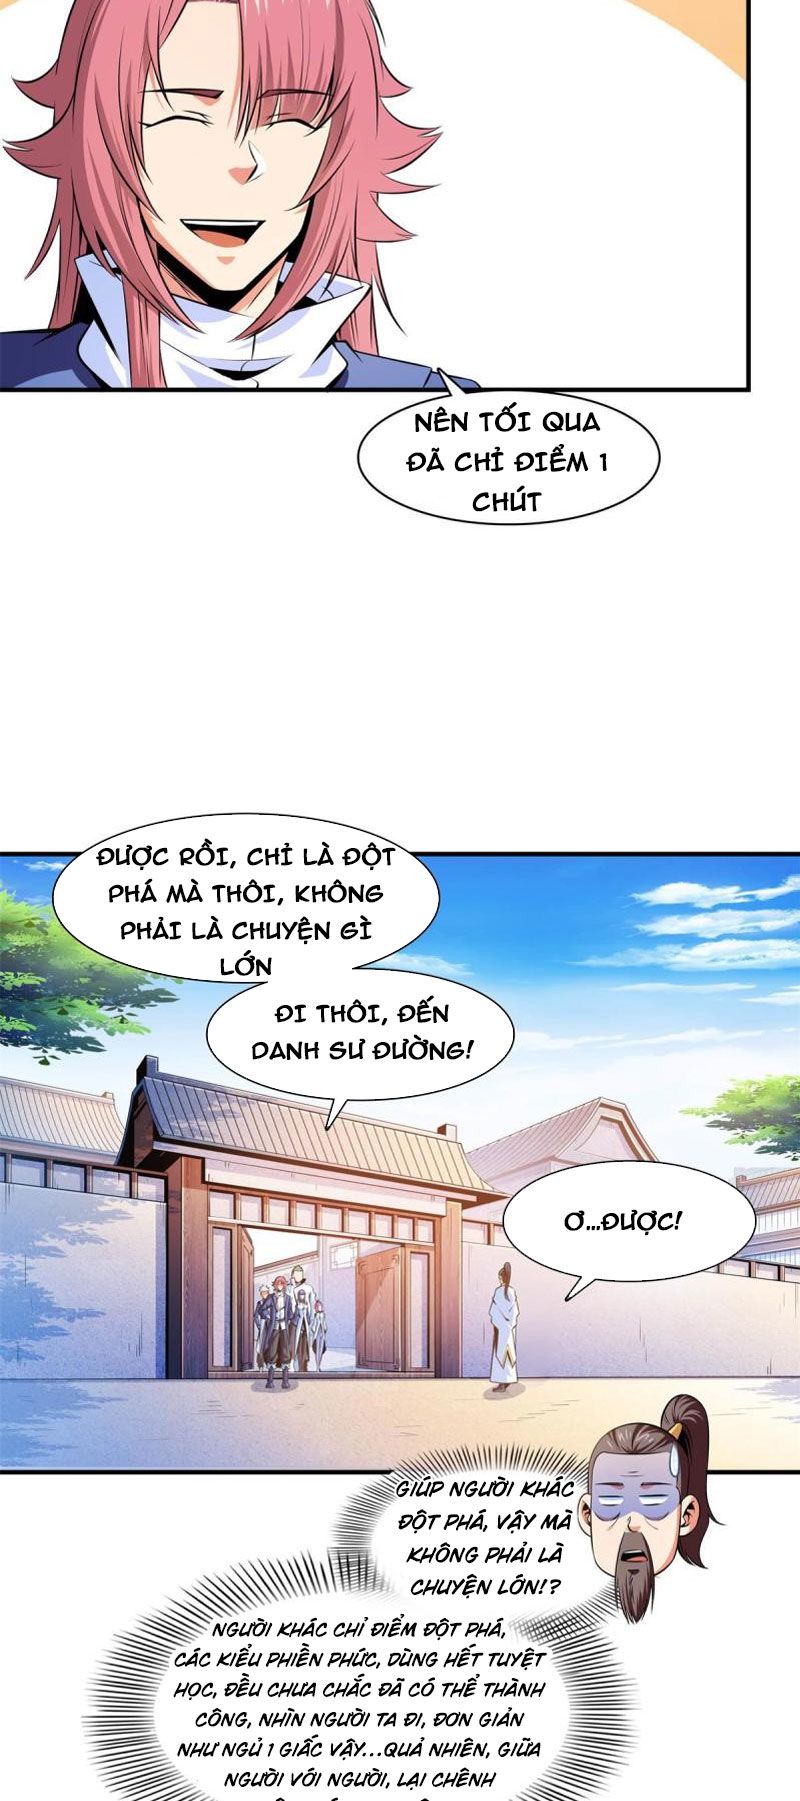 NÊN TỐI QUA
ĐÃ CHỈ ĐIỂM 1
CHÚT
ĐƯỢC RỒI, CHỈ LÀ ĐỘT
PHÁ MÀ THÔI, KHÔNG
PHẢI LÀ CHUYỆN GÌ
LỚN
ĐI THÔI, ĐẾN
DANH SƯ ĐƯỜNG!
Ơ...ĐƯỢC!
GIÚP NGƯỜI KHÁC
ĐỘT PHÁ, VẬY MÀ
KHÔNG PHẢI LÀ
CHUYỆN LỚN!?
NGƯỜI KHÁC CHỈ ĐIỂM ĐỘT PHÁ,
CÁC KIỂU PHIỀN PHỨC, DÙNG HẾT TUYỆT
HỌC, ĐỀU CHƯA CHẮC ĐÃ CÓ THỂ THÀNH
CÔNG, NHÌN NGƯỜI TA ĐI, ĐƠN GIẢN
NHƯ NGỦ 1 GIẤC VẬY...QUẢ NHIÊN, GIỮA
NGƯỜI VỚI NGƯỜI, LẠI CHÊNH